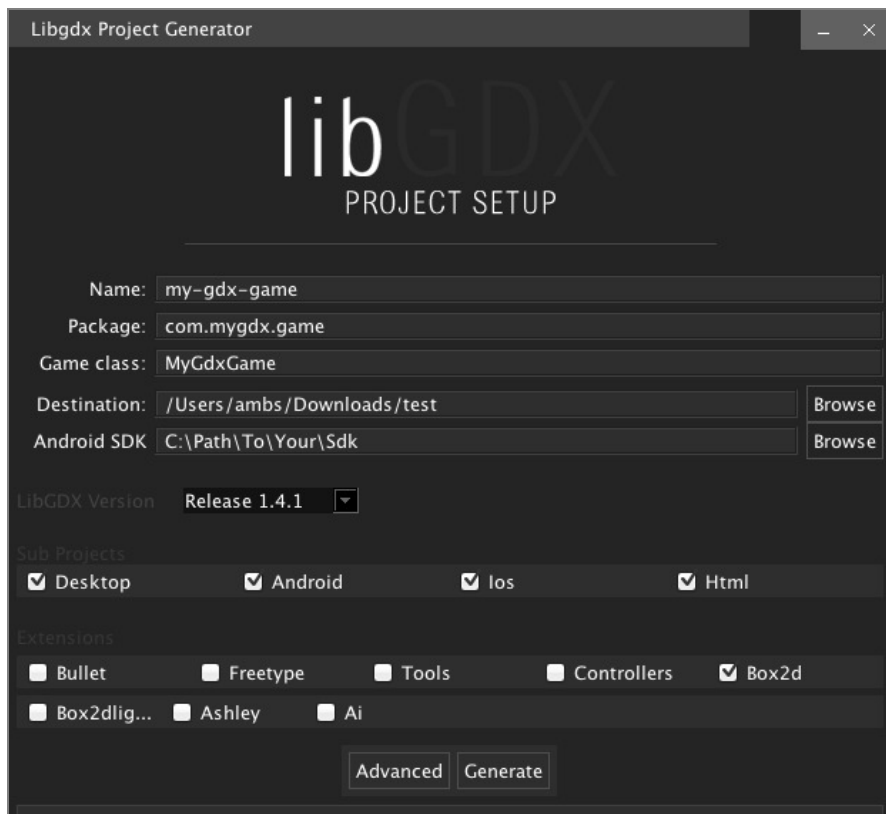 Libgdx Project Generator
libGDX
PROJECT SETUP
Name: my-gdx-game
Package: com.mygdx.game
Game class: MyGdxGame
Destination: /Users/ambs/Downloads/test Browse
Android SDK C:\Path\To\Your\Sdk Browse
LibGDX Version Release 1.4.1
Sub Projects
Desktop Android Ios Html
Extensions
Bullet Freetype Tools Controllers Box2d
Box2dlig... Ashley Ai
Advanced Generate